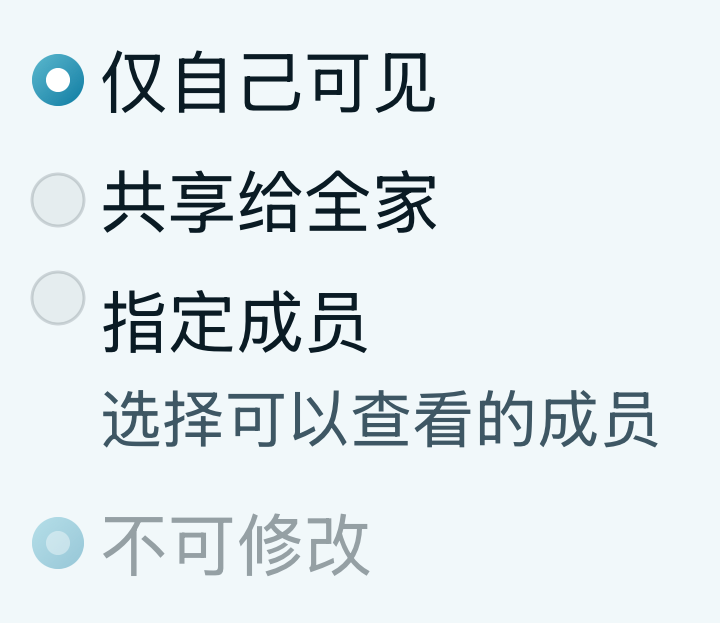 仅自己可见
共享给全家
指定成员
选择可以查看的成员
不可修改